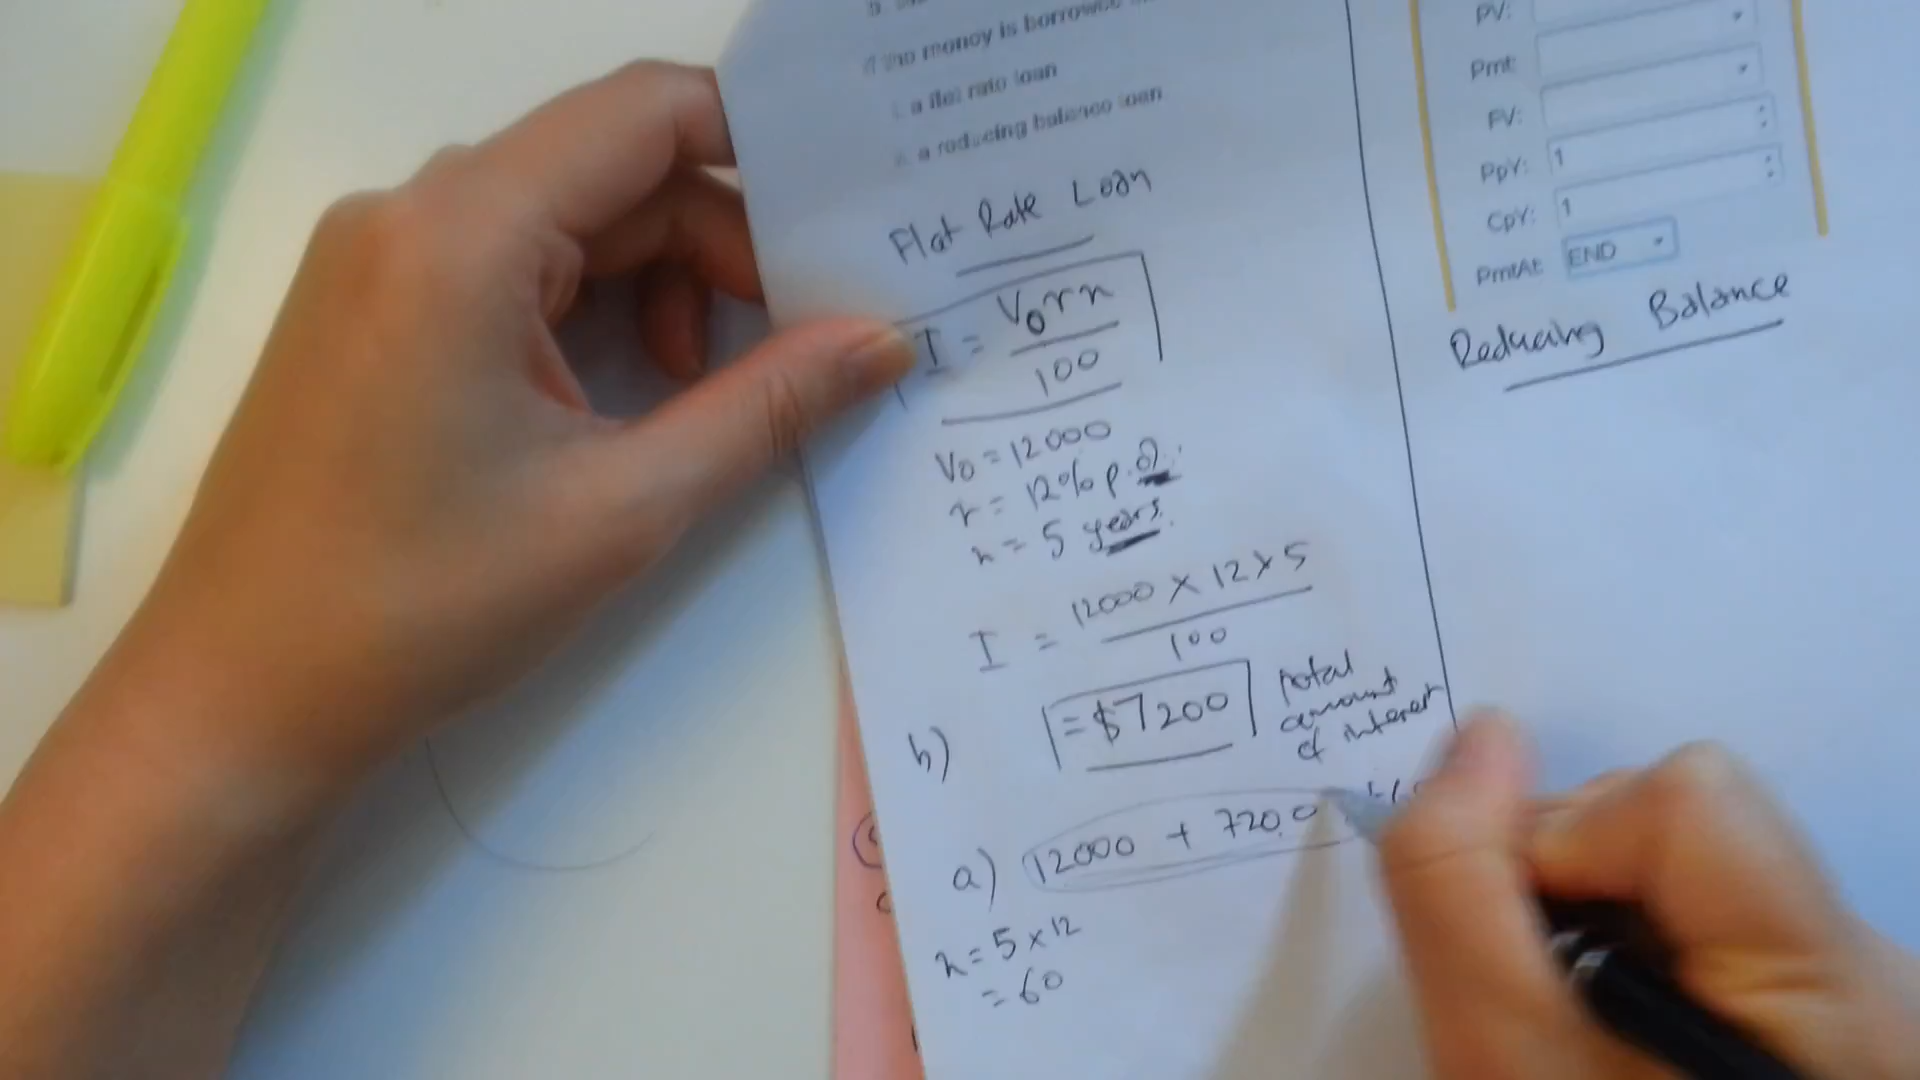 money is borrowed
a flat rate loan
a reducing balance loan
Flat Rate Loan
I = V₀rn
100
V₀ = 12000
r = 12% p.a.
n = 5 years.
I = 12000 × 12 × 5
100
b) = $7200 total amount of interest
a) 12000 + 7200
n = 5 × 12
= 60
PV:
Pmt:
FV:
PpY: 1
CpY: 1
PmtAt: END
Reducing Balance